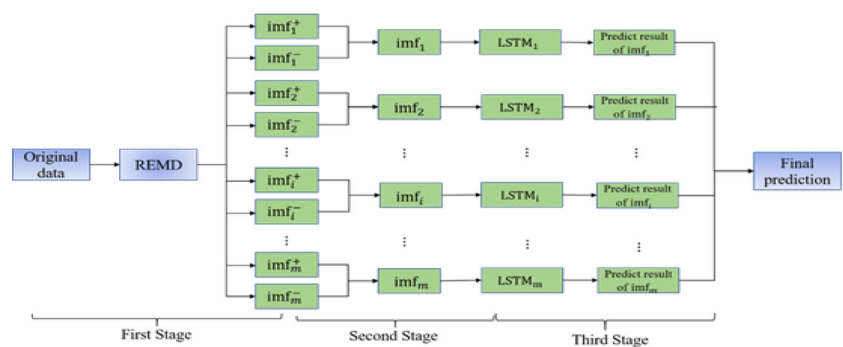 Original
data
REMD
imf₁⁺
imf₁⁻
imf₂⁺
imf₂⁻
⋮
imfᵢ⁺
imfᵢ⁻
⋮
imfₘ⁺
imfₘ⁻
imf₁
imf₂
⋮
imfᵢ
⋮
imfₘ
LSTM₁
LSTM₂
⋮
LSTMᵢ
⋮
LSTMₘ
Predict result
of imf₁
Predict result
of imf₂
⋮
Predict result
of imfᵢ
⋮
Predict result
of imfₘ
Final
prediction
First Stage
Second Stage
Third Stage